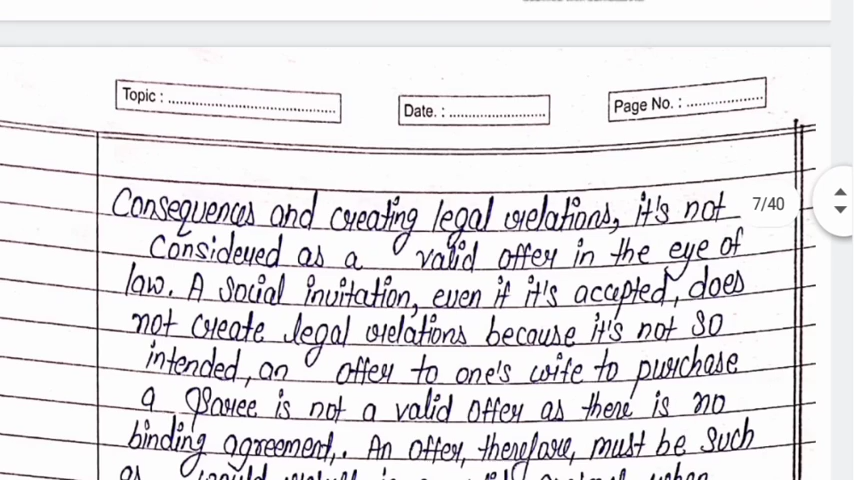 Topic : ........................................
Date. : .......................
Page No. : ..................
7/40
Consequences and creating legal relations, it's not
Considered as a valid offer in the eye of
law. A social invitation, even if it's accepted, does
not create legal relations because it's not so
intended, an offer to one's wife to purchase
a Saree is not a valid offer as there is no
binding agreement,. An offer, therefore, must be such
as would
when